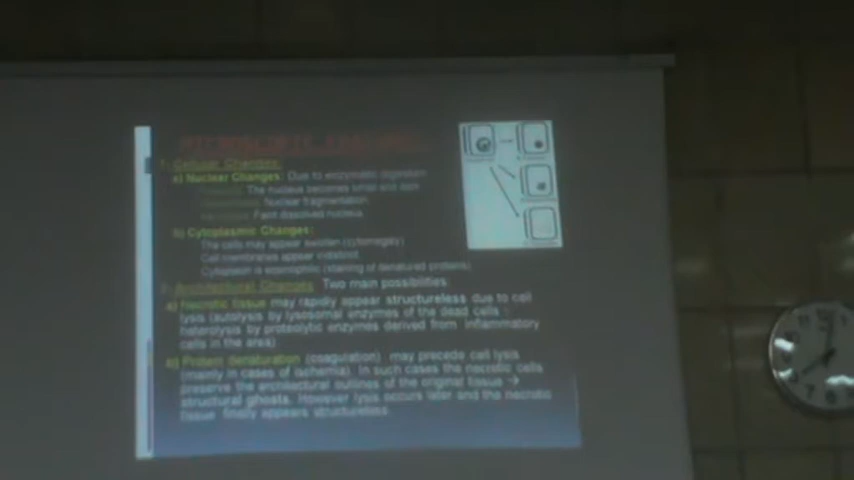 MICROSCOPIC CHANGES
1- Cellular Changes:
a) Nuclear Changes: Due to enzymatic digestion
The nucleus becomes small and dark
Nuclear fragmentation
Faint dissolved nucleus
b) Cytoplasmic Changes:
The cells may appear swollen (cytomegaly)
Cell membranes appear indistinct
Cytoplasm is eosinophilic (staining of denatured proteins)
2- Architectural Changes: Two main possibilities:
a) Necrotic tissue may rapidly appear structureless due to cell
lysis (autolysis by lysosomal enzymes of the dead cells
heterolysis by proteolytic enzymes derived from inflammatory
cells in the area)
b) Protein denaturation (coagulation) may precede cell lysis
(mainly in cases of ischemia). In such cases the necrotic cells
preserve the architectural outlines of the original tissue →
structural ghosts. However lysis occurs later and the necrotic
tissue finally appears structureless.